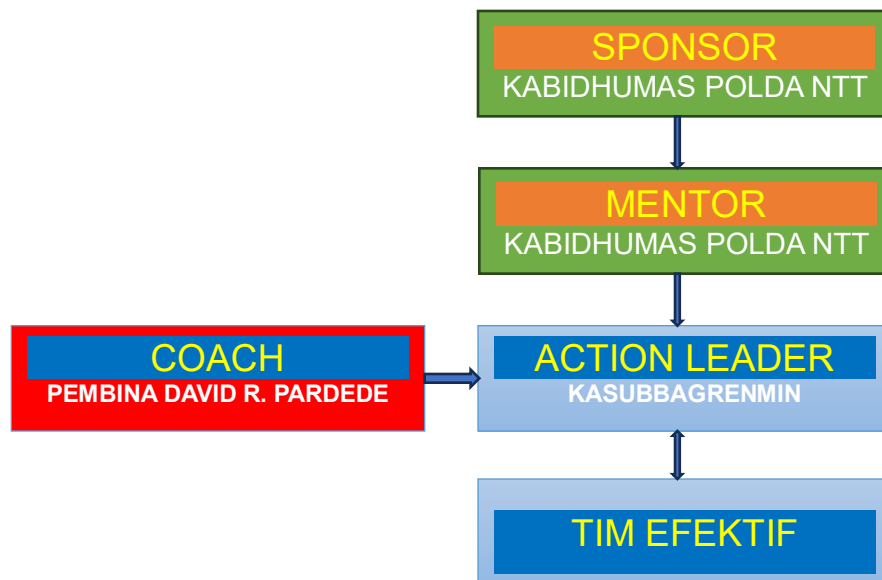 SPONSOR
KABIDHUMAS POLDA NTT
MENTOR
KABIDHUMAS POLDA NTT
COACH
PEMBINA DAVID R. PARDEDE
ACTION LEADER
KASUBBAGRENMIN
TIM EFEKTIF